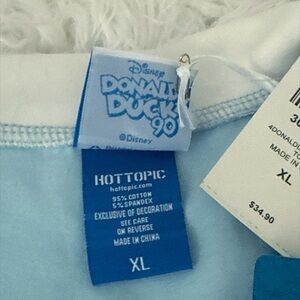 Disney
DONALD
DUCK
90
©Disney
HOTTOPIC
hottopic.com
95% COTTON
5% SPANDEX
EXCLUSIVE OF DECORATION
SEE CARE
ON REVERSE
MADE IN CHINA
XL
XL
$34.90